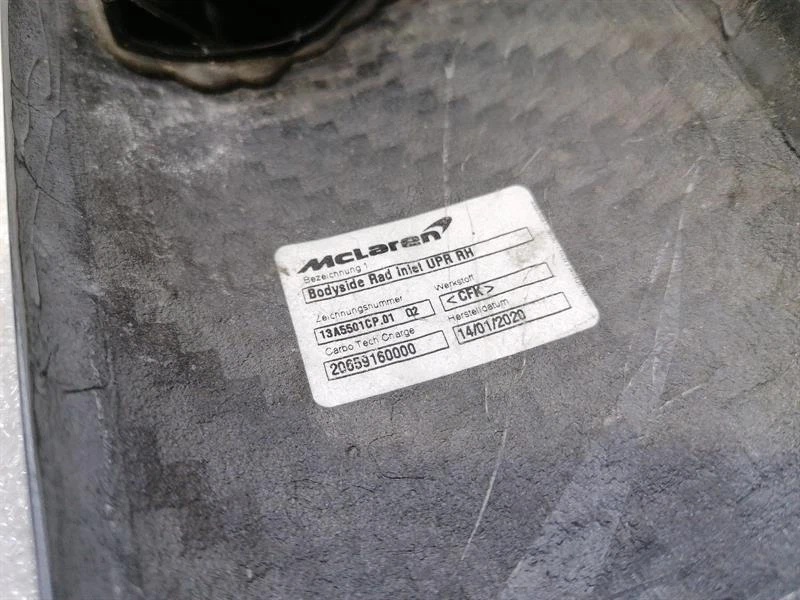 McLaren
Bezeichnung 1
Bodyside Rad inlet UPR RH
Zeichnungsnummer Werkstoff
13A5501CP.01 02 <CFK>
Carbo Tech Charge Herstelldatum
20659160000 14/01/2020